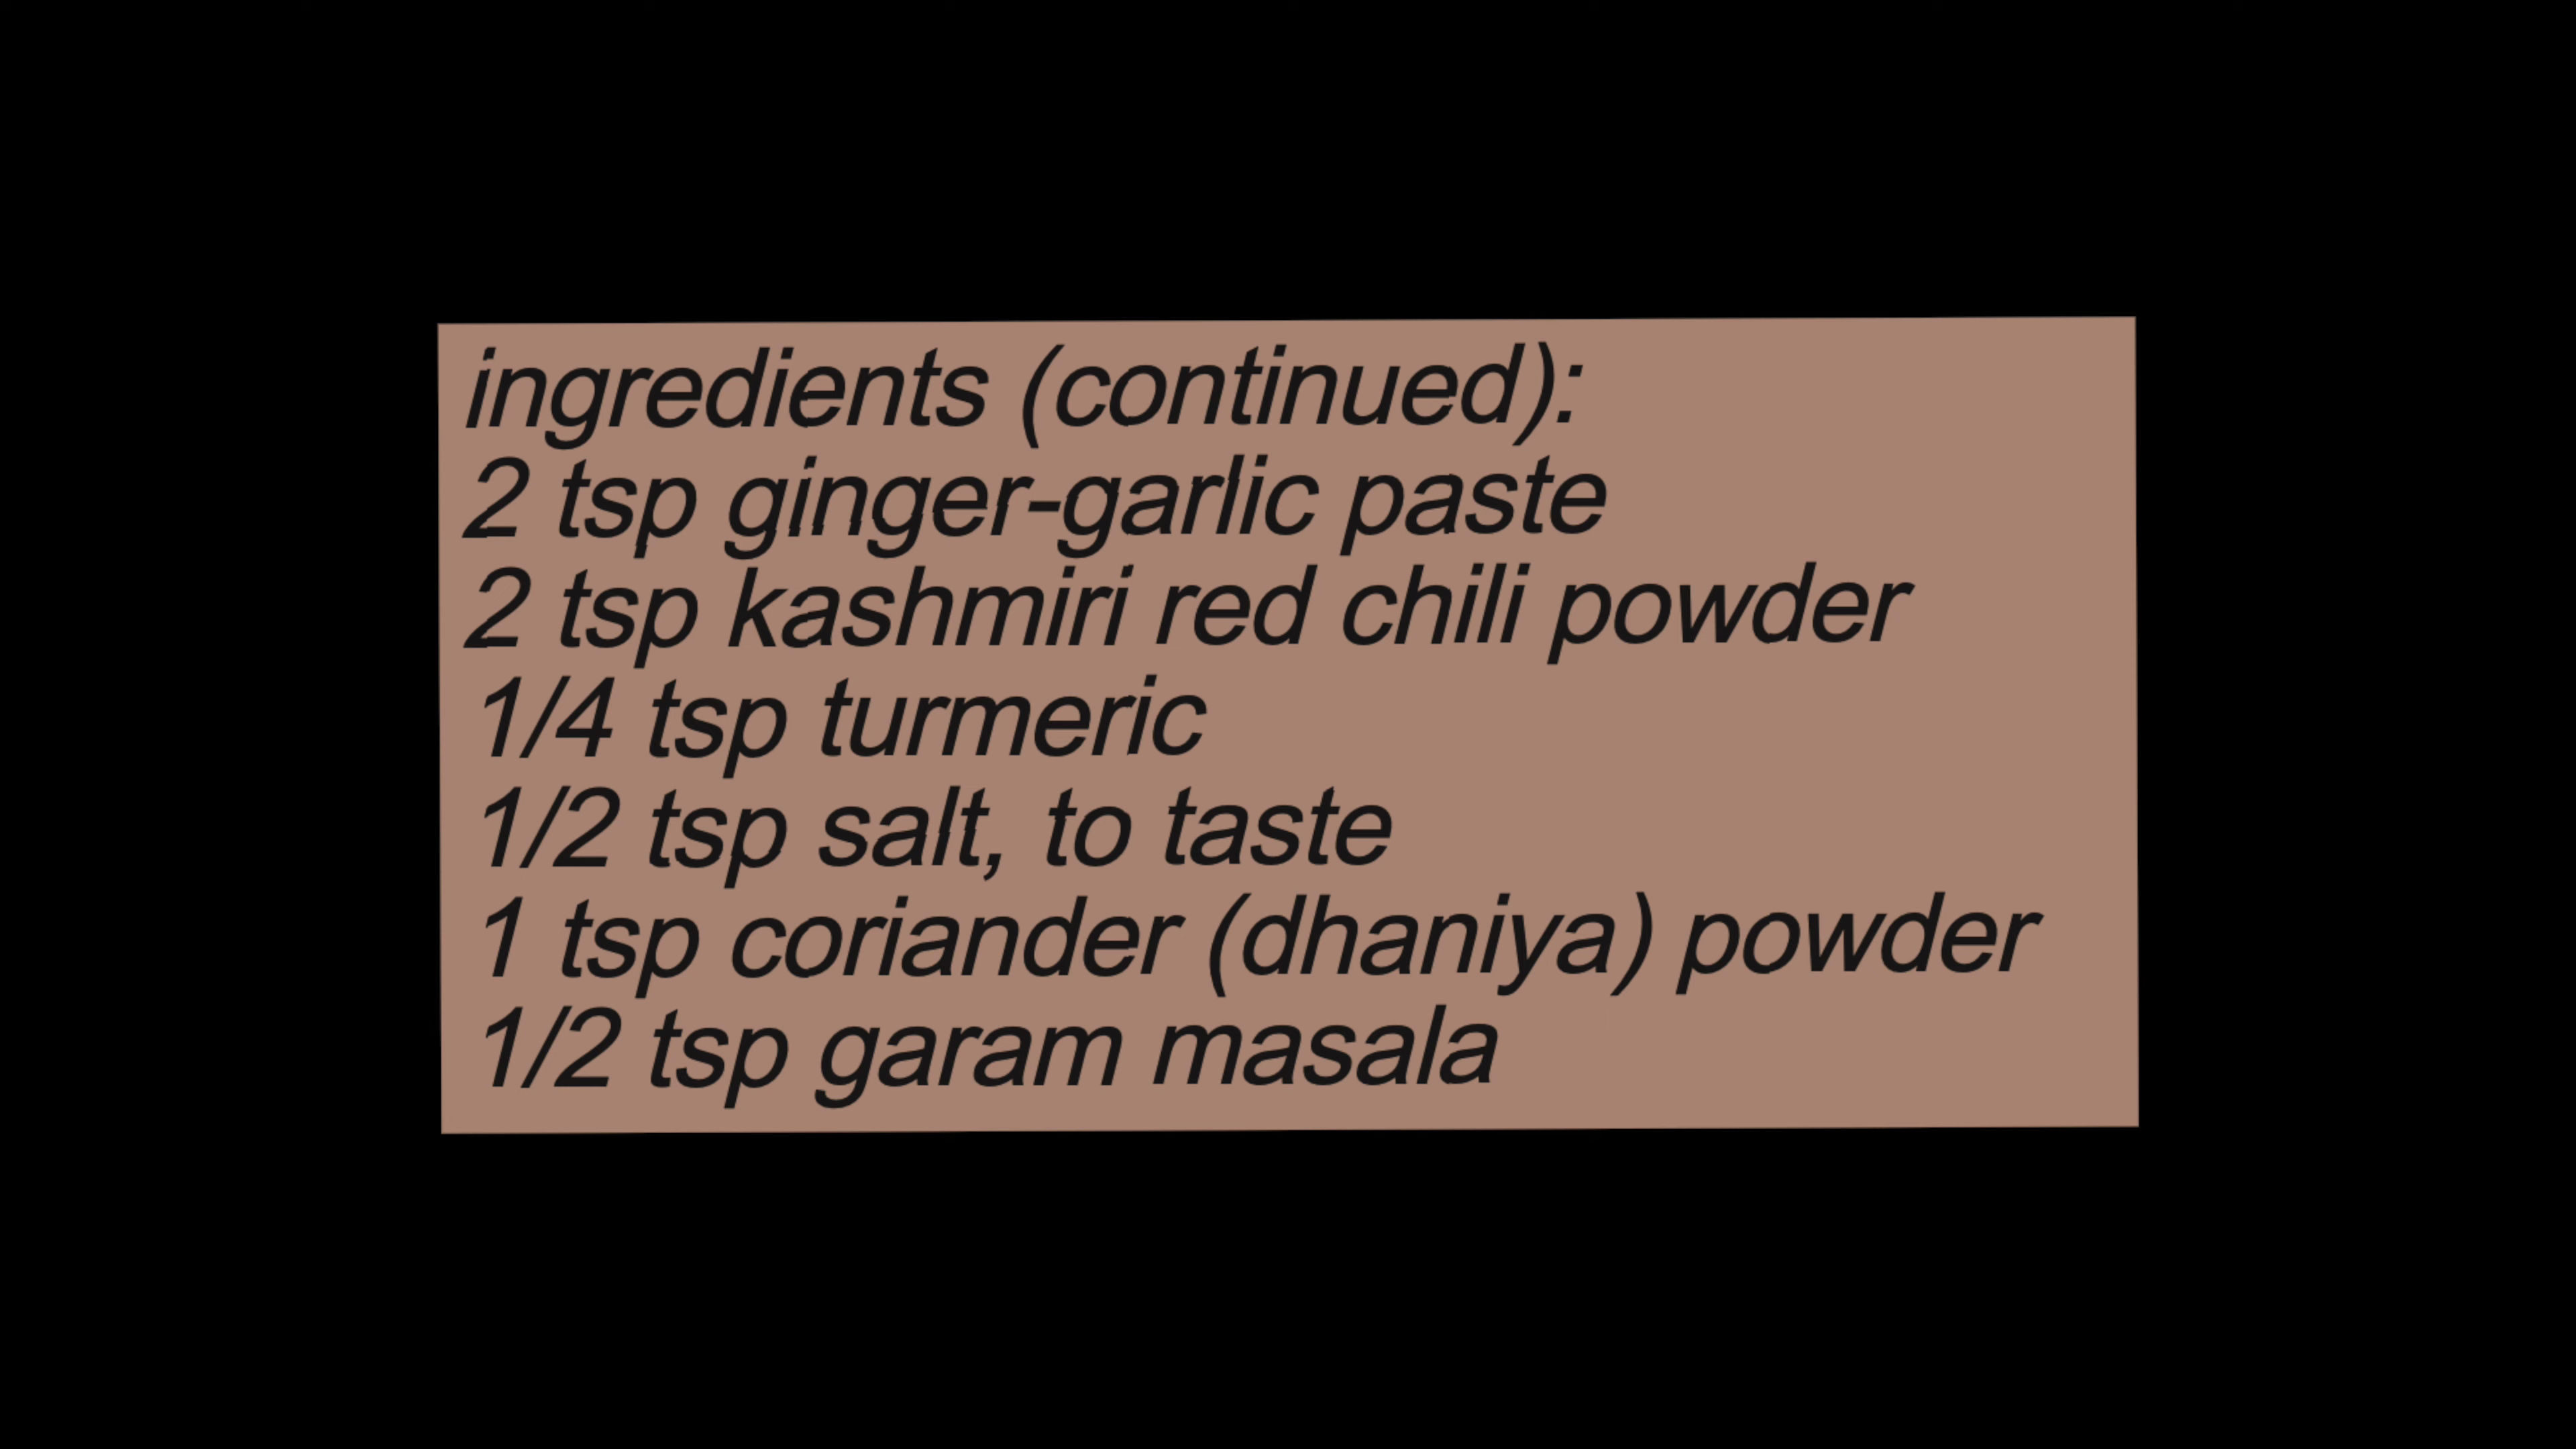 ingredients (continued):
2 tsp ginger-garlic paste
2 tsp kashmiri red chili powder
1/4 tsp turmeric
1/2 tsp salt, to taste
1 tsp coriander (dhaniya) powder
1/2 tsp garam masala